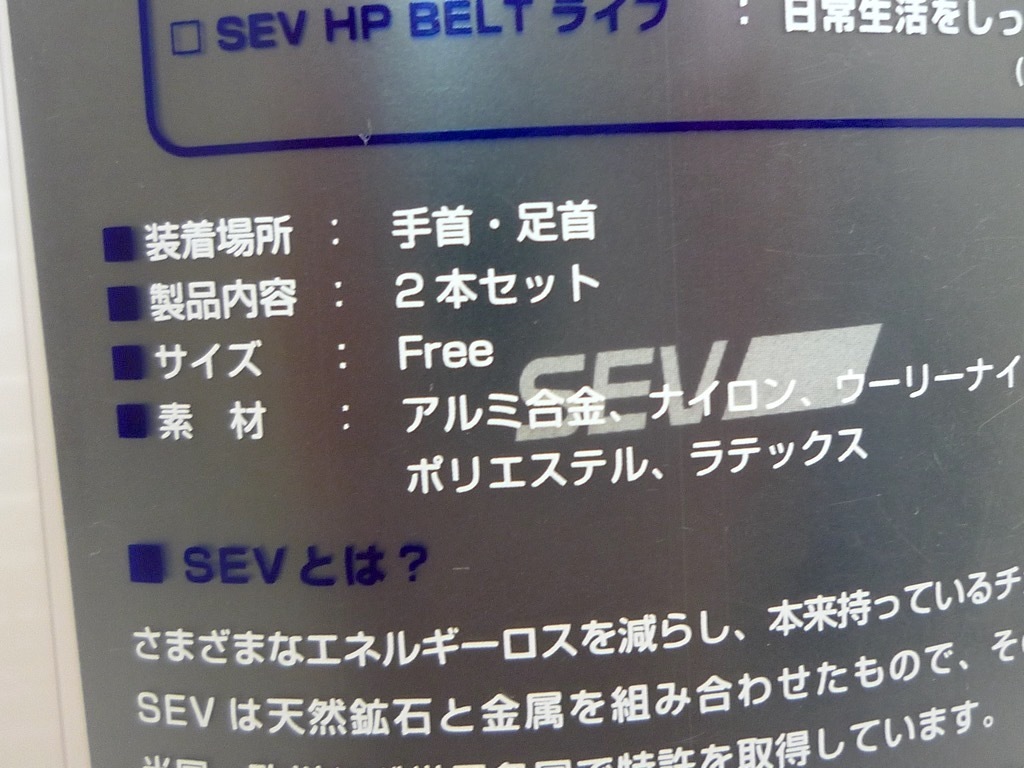 □ SEV HP BELT ライフ : 日常生活をしっ
■装着場所 : 手首・足首
■製品内容 : 2本セット
■サイズ : Free
■素 材 : アルミ合金、ナイロン、ウーリーナイ
ポリエステル、ラテックス
SEV
■ SEVとは?
さまざまなエネルギーロスを減らし、本来持っているチ
SEVは天然鉱石と金属を組み合わせたもので、その
特許を取得しています。